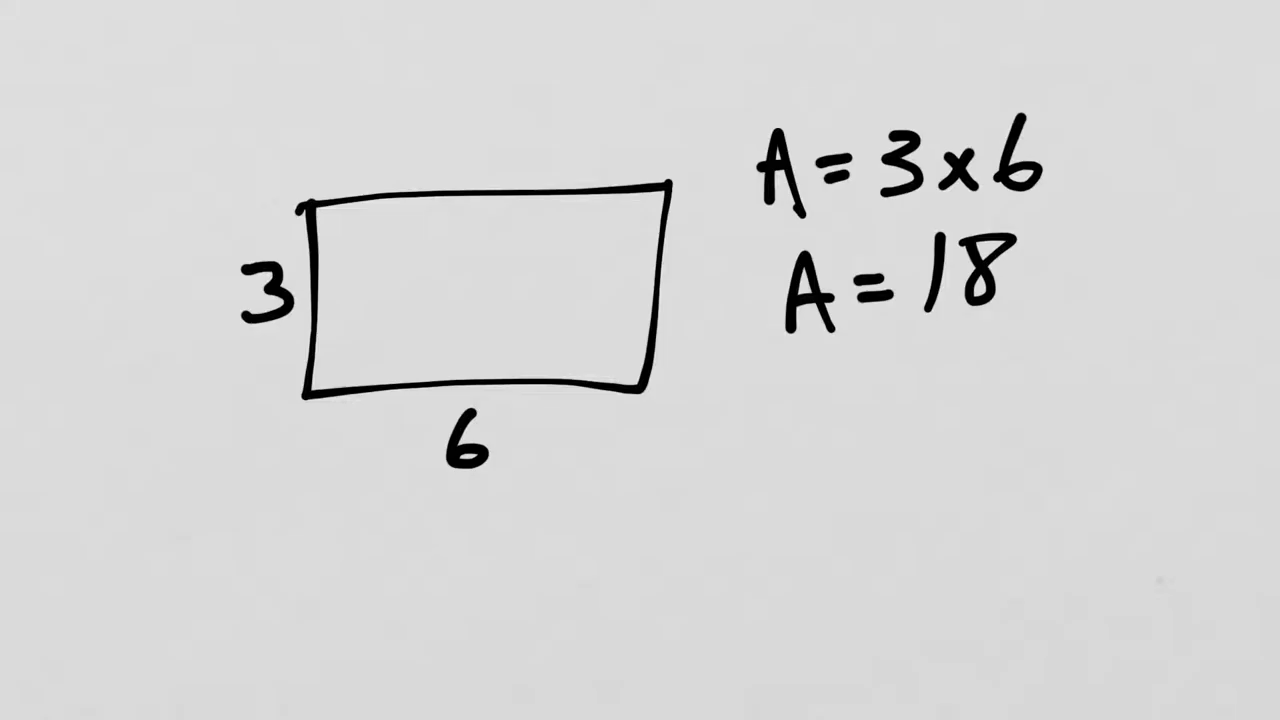 A = 3 x 6
A = 18
3
6